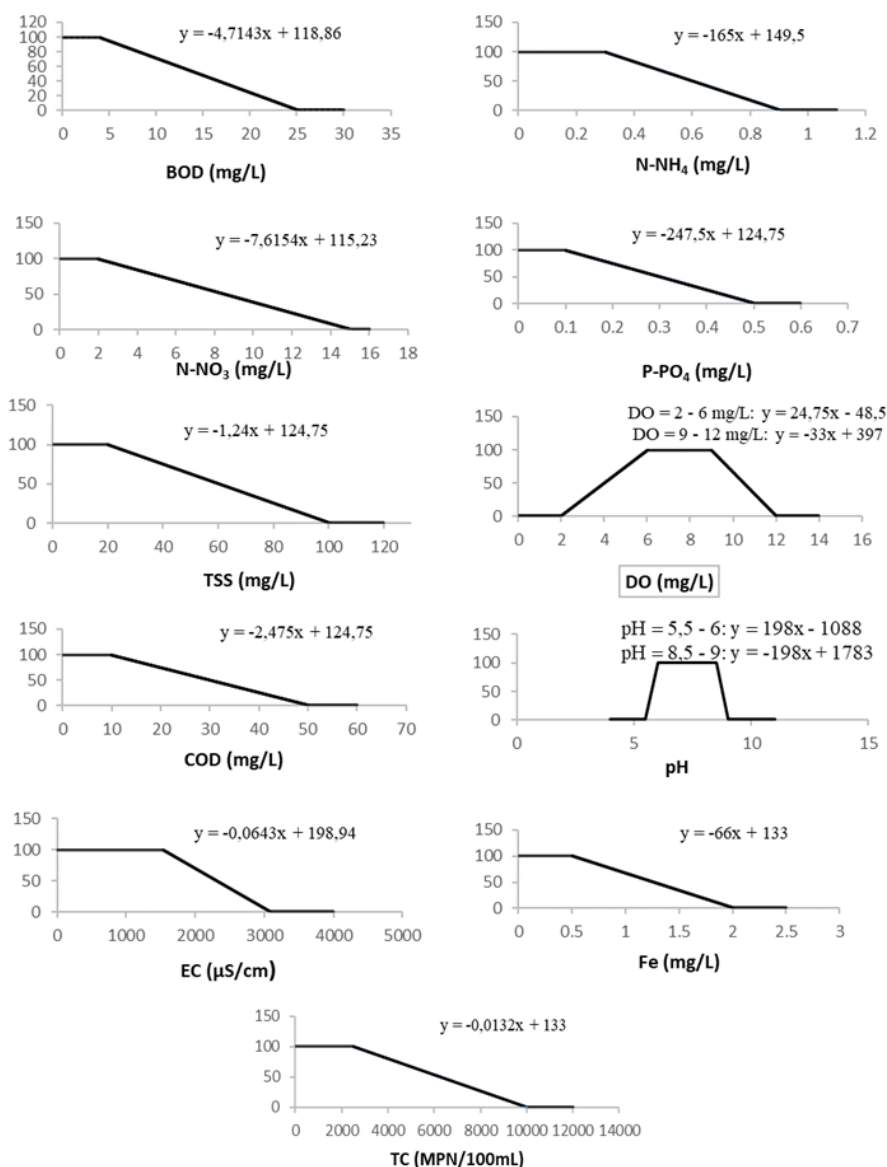 y = -4,7143x + 118,86
120
100
80
60
40
20
0
0 5 10 15 20 25 30 35
BOD (mg/L)
y = -165x + 149,5
150
100
50
0
0 0.2 0.4 0.6 0.8 1 1.2
N-NH₄ (mg/L)
y = -7,6154x + 115,23
150
100
50
0
0 2 4 6 8 10 12 14 16 18
N-NO₃ (mg/L)
y = -247,5x + 124,75
150
100
50
0
0 0.1 0.2 0.3 0.4 0.5 0.6 0.7
P-PO₄ (mg/L)
y = -1,24x + 124,75
150
100
50
0
0 20 40 60 80 100 120
TSS (mg/L)
DO = 2 - 6 mg/L: y = 24,75x - 48,5
DO = 9 - 12 mg/L: y = -33x + 397
150
100
50
0
0 2 4 6 8 10 12 14 16
DO (mg/L)
y = -2,475x + 124,75
150
100
50
0
0 10 20 30 40 50 60 70
COD (mg/L)
pH = 5,5 - 6: y = 198x - 1088
pH = 8,5 - 9: y = -198x + 1783
150
100
50
0
0 5 10 15
pH
y = -0,0643x + 198,94
150
100
50
0
0 1000 2000 3000 4000 5000
EC (µS/cm)
y = -66x + 133
150
100
50
0
0 0.5 1 1.5 2 2.5 3
Fe (mg/L)
y = -0,0132x + 133
150
100
50
0
0 2000 4000 6000 8000 10000 12000 14000
TC (MPN/100mL)